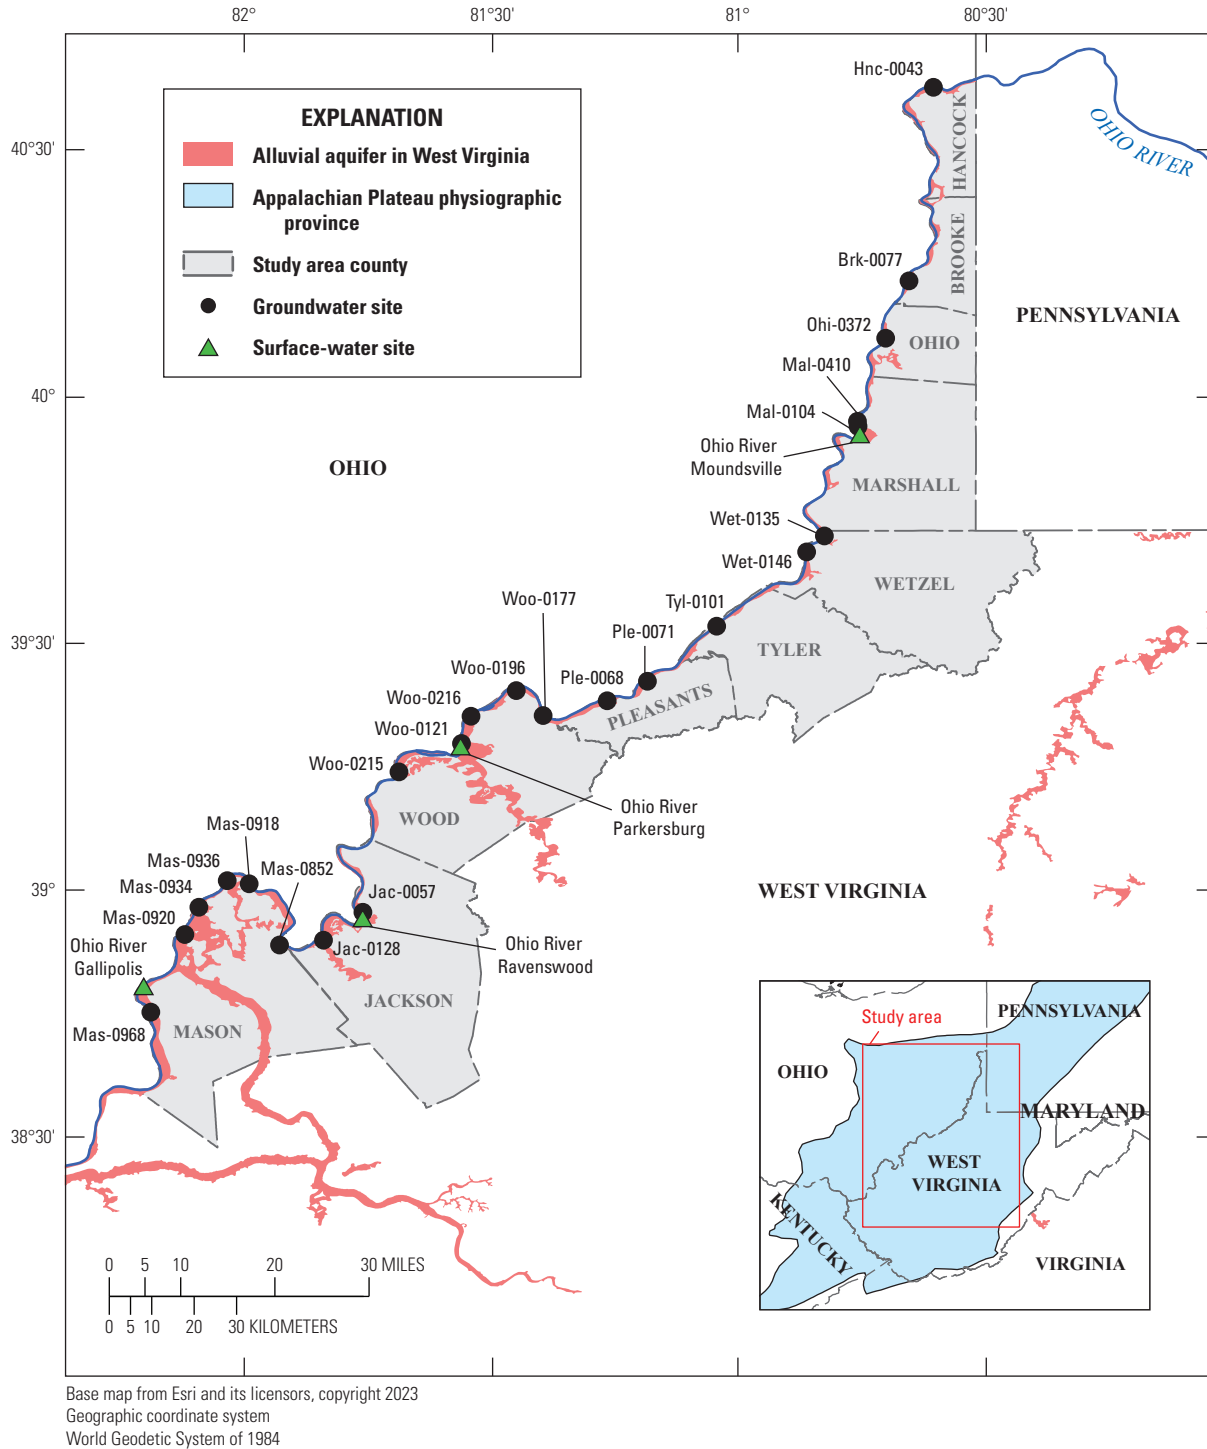 82°
81°30'
81°
80°30'
Hnc-0043
EXPLANATION
Alluvial aquifer in West Virginia
Appalachian Plateau physiographic
province
Study area county
Groundwater site
Surface-water site
40°30'
OHIO RIVER
HANCOCK
BROOKE
Brk-0077
PENNSYLVANIA
Ohi-0372
OHIO
Mal-0410
40°
Mal-0104
Ohio River
Moundsville
OHIO
MARSHALL
Wet-0135
Wet-0146
WETZEL
Woo-0177
Tyl-0101
Ple-0071
39°30'
TYLER
Woo-0196
Ple-0068
Woo-0216
PLEASANTS
Woo-0121
Woo-0215
Ohio River
Parkersburg
WOOD
Mas-0918
Mas-0936
Mas-0852
Mas-0934
39°
Jac-0057
WEST VIRGINIA
Mas-0920
Ohio River
Gallipolis
Jac-0128
Ohio River
Ravenswood
JACKSON
MASON
Mas-0968
Study area
PENNSYLVANIA
OHIO
MARYLAND
38°30'
WEST
VIRGINIA
KENTUCKY
VIRGINIA
0 5 10 20 30 MILES
0 5 10 20 30 KILOMETERS
Base map from Esri and its licensors, copyright 2023
Geographic coordinate system
World Geodetic System of 1984